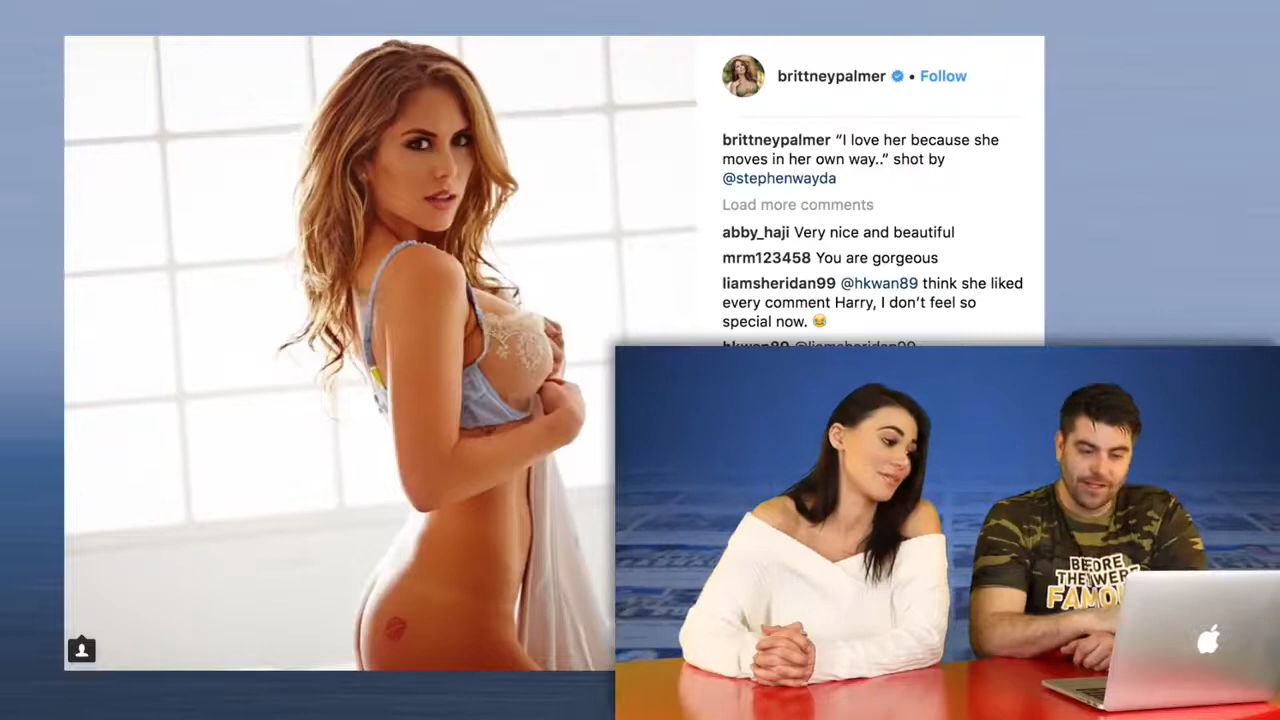 brittneypalmer • Follow
brittneypalmer “I love her because she
moves in her own way..” shot by
@stephenwayda
Load more comments
abby_haji Very nice and beautiful
mrm123458 You are gorgeous
liamsheridan99 @hkwan89 think she liked
every comment Harry, I don’t feel so
special now. 😂
hkwan89 @liamsheridan99
BEFORE
THEY WERE
FAMOUS